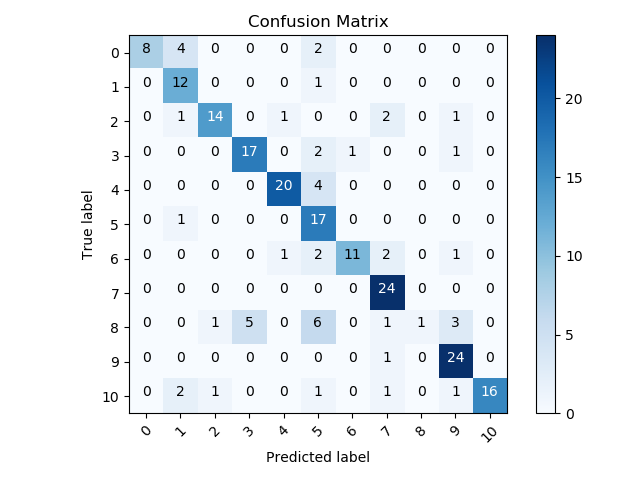 Confusion Matrix
0 8 4 0 0 0 2 0 0 0 0 0
1 0 12 0 0 0 1 0 0 0 0 0
2 0 1 14 0 1 0 0 2 0 1 0
3 0 0 0 17 0 2 1 0 0 1 0
4 0 0 0 0 20 4 0 0 0 0 0
5 0 1 0 0 0 17 0 0 0 0 0
6 0 0 0 0 1 2 11 2 0 1 0
7 0 0 0 0 0 0 0 24 0 0 0
8 0 0 1 5 0 6 0 1 1 3 0
9 0 0 0 0 0 0 0 1 0 24 0
10 0 2 1 0 0 1 0 1 0 1 16
0 1 2 3 4 5 6 7 8 9 10
True label
Predicted label
20
15
10
5
0